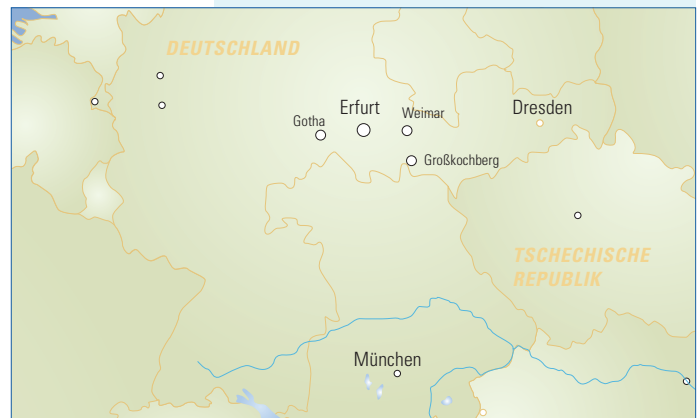 DEUTSCHLAND
Erfurt
Dresden
Gotha
Weimar
Großkochberg
TSCHECHISCHE
REPUBLIK
München